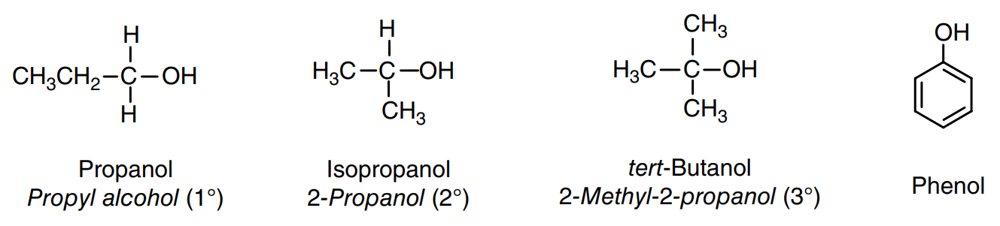 H
CH3CH2–C–OH
H
Propanol
Propyl alcohol (1°)
H
H3C–C–OH
CH3
Isopropanol
2-Propanol (2°)
CH3
H3C–C–OH
CH3
tert-Butanol
2-Methyl-2-propanol (3°)
OH
Phenol